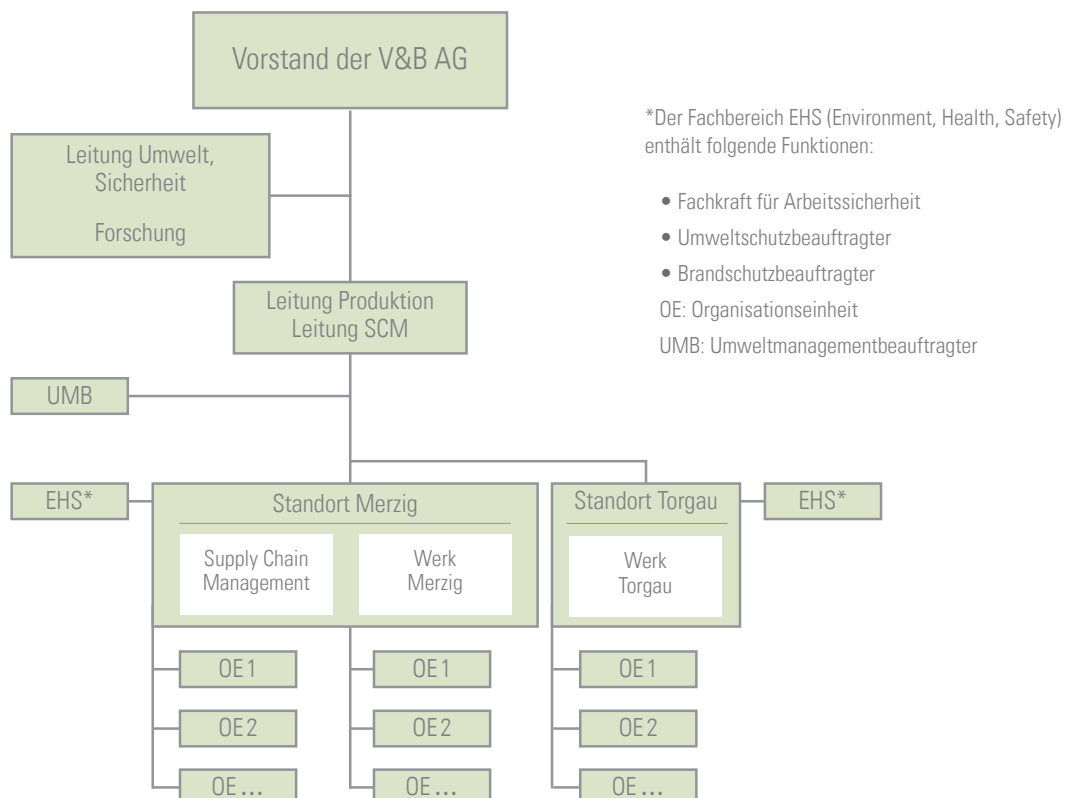 Vorstand der V&B AG
Leitung Umwelt,
Sicherheit
Forschung
Leitung Produktion
Leitung SCM
UMB
EHS*
Standort Merzig
Supply Chain
Management
Werk
Merzig
Standort Torgau
Werk
Torgau
EHS*
OE 1
OE 2
OE ...
OE 1
OE 2
OE ...
OE 1
OE 2
OE ...
*Der Fachbereich EHS (Environment, Health, Safety)
enthält folgende Funktionen:
• Fachkraft für Arbeitssicherheit
• Umweltschutzbeauftragter
• Brandschutzbeauftragter
OE: Organisationseinheit
UMB: Umweltmanagementbeauftragter